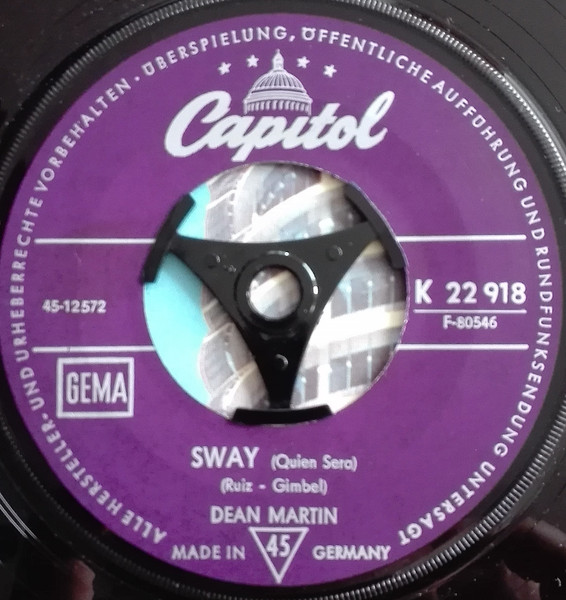 ALLE HERSTELLER- UND URHEBERRECHTE VORBEHALTEN · ÜBERSPIELUNG, ÖFFENTLICHE AUFFÜHRUNG UND RUNDFUNKSENDUNG UNTERSAGT
Capitol
K 22 918
45-12572
F-80546
GEMA
SWAY (Quien Sera)
(Ruiz - Gimbel)
DEAN MARTIN
MADE IN 45 GERMANY